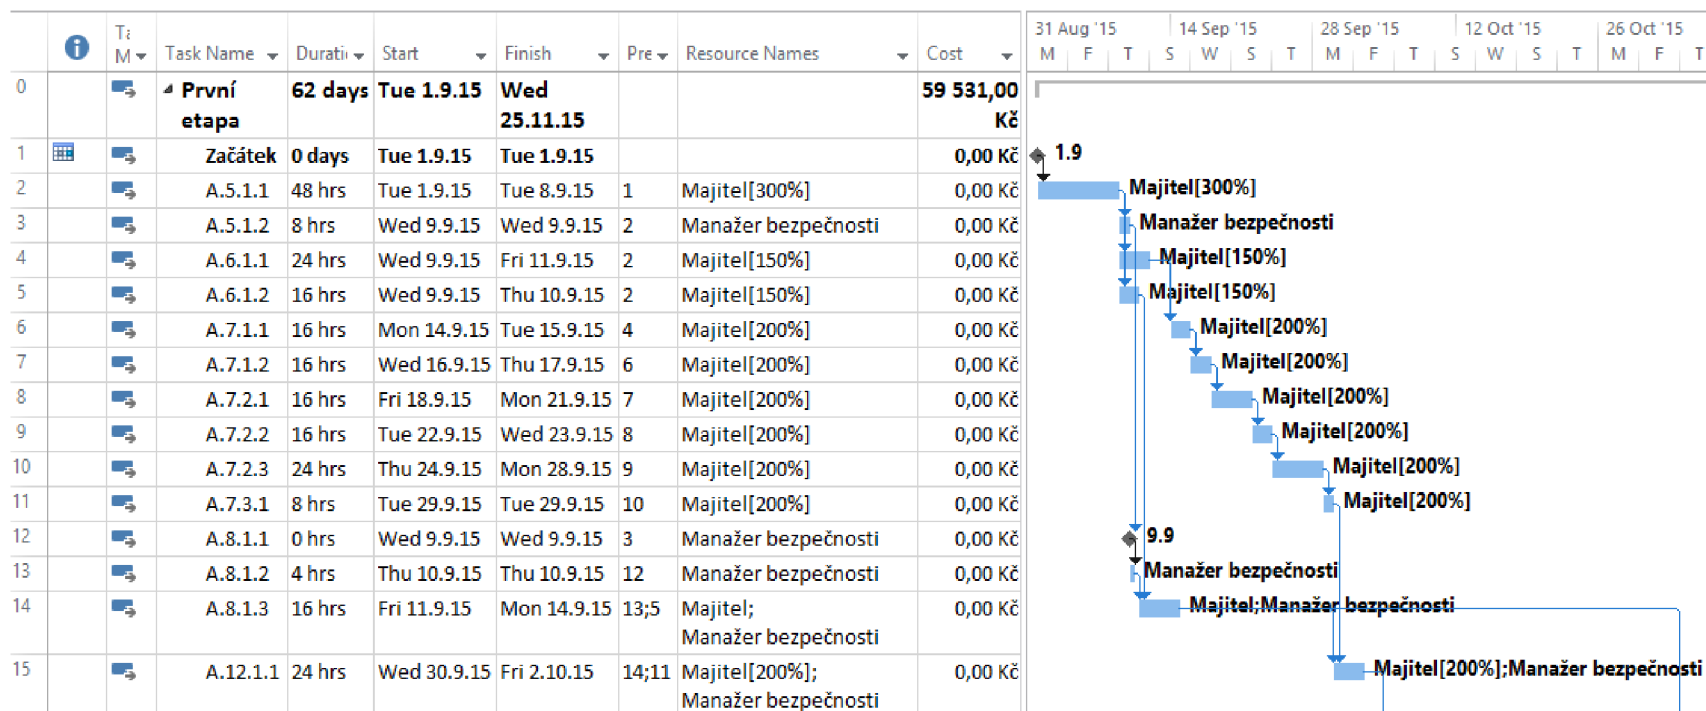 Ta 31 Aug '15 14 Sep '15 28 Sep '15 12 Oct '15 26 Oct '15
M Task Name Durati Start Finish Pre Resource Names Cost M F T S W S T M F T S W S T M F T
0 První 62 days Tue 1.9.15 Wed 59 531,00
etapa 25.11.15 Kč
1 Začátek 0 days Tue 1.9.15 Tue 1.9.15 0,00 Kč 1.9
2 A.5.1.1 48 hrs Tue 1.9.15 Tue 8.9.15 1 Majitel[300%] 0,00 Kč Majitel[300%]
3 A.5.1.2 8 hrs Wed 9.9.15 Wed 9.9.15 2 Manažer bezpečnosti 0,00 Kč Manažer bezpečnosti
4 A.6.1.1 24 hrs Wed 9.9.15 Fri 11.9.15 2 Majitel[150%] 0,00 Kč Majitel[150%]
5 A.6.1.2 16 hrs Wed 9.9.15 Thu 10.9.15 2 Majitel[150%] 0,00 Kč Majitel[150%]
6 A.7.1.1 16 hrs Mon 14.9.15 Tue 15.9.15 4 Majitel[200%] 0,00 Kč Majitel[200%]
7 A.7.1.2 16 hrs Wed 16.9.15 Thu 17.9.15 6 Majitel[200%] 0,00 Kč Majitel[200%]
8 A.7.2.1 16 hrs Fri 18.9.15 Mon 21.9.15 7 Majitel[200%] 0,00 Kč Majitel[200%]
9 A.7.2.2 16 hrs Tue 22.9.15 Wed 23.9.15 8 Majitel[200%] 0,00 Kč Majitel[200%]
10 A.7.2.3 24 hrs Thu 24.9.15 Mon 28.9.15 9 Majitel[200%] 0,00 Kč Majitel[200%]
11 A.7.3.1 8 hrs Tue 29.9.15 Tue 29.9.15 10 Majitel[200%] 0,00 Kč Majitel[200%]
12 A.8.1.1 0 hrs Wed 9.9.15 Wed 9.9.15 3 Manažer bezpečnosti 0,00 Kč 9.9
13 A.8.1.2 4 hrs Thu 10.9.15 Thu 10.9.15 12 Manažer bezpečnosti 0,00 Kč Manažer bezpečnosti
14 A.8.1.3 16 hrs Fri 11.9.15 Mon 14.9.15 13;5 Majitel; 0,00 Kč Majitel;Manažer bezpečnosti
Manažer bezpečnosti
15 A.12.1.1 24 hrs Wed 30.9.15 Fri 2.10.15 14;11 Majitel[200%]; 0,00 Kč Majitel[200%];Manažer bezpečnosti
Manažer bezpečnosti